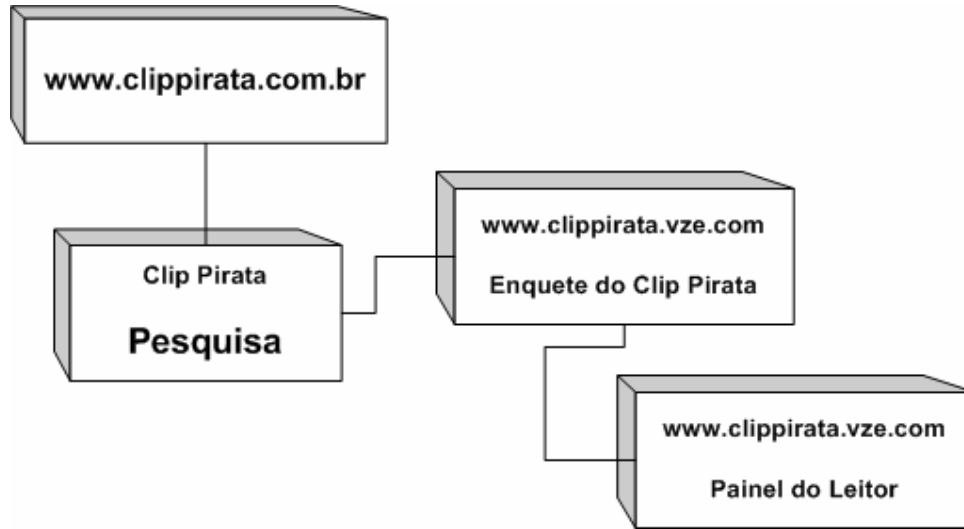 www.clippirata.com.br
Clip Pirata
Pesquisa
www.clippirata.vze.com
Enquete do Clip Pirata
www.clippirata.vze.com
Painel do Leitor